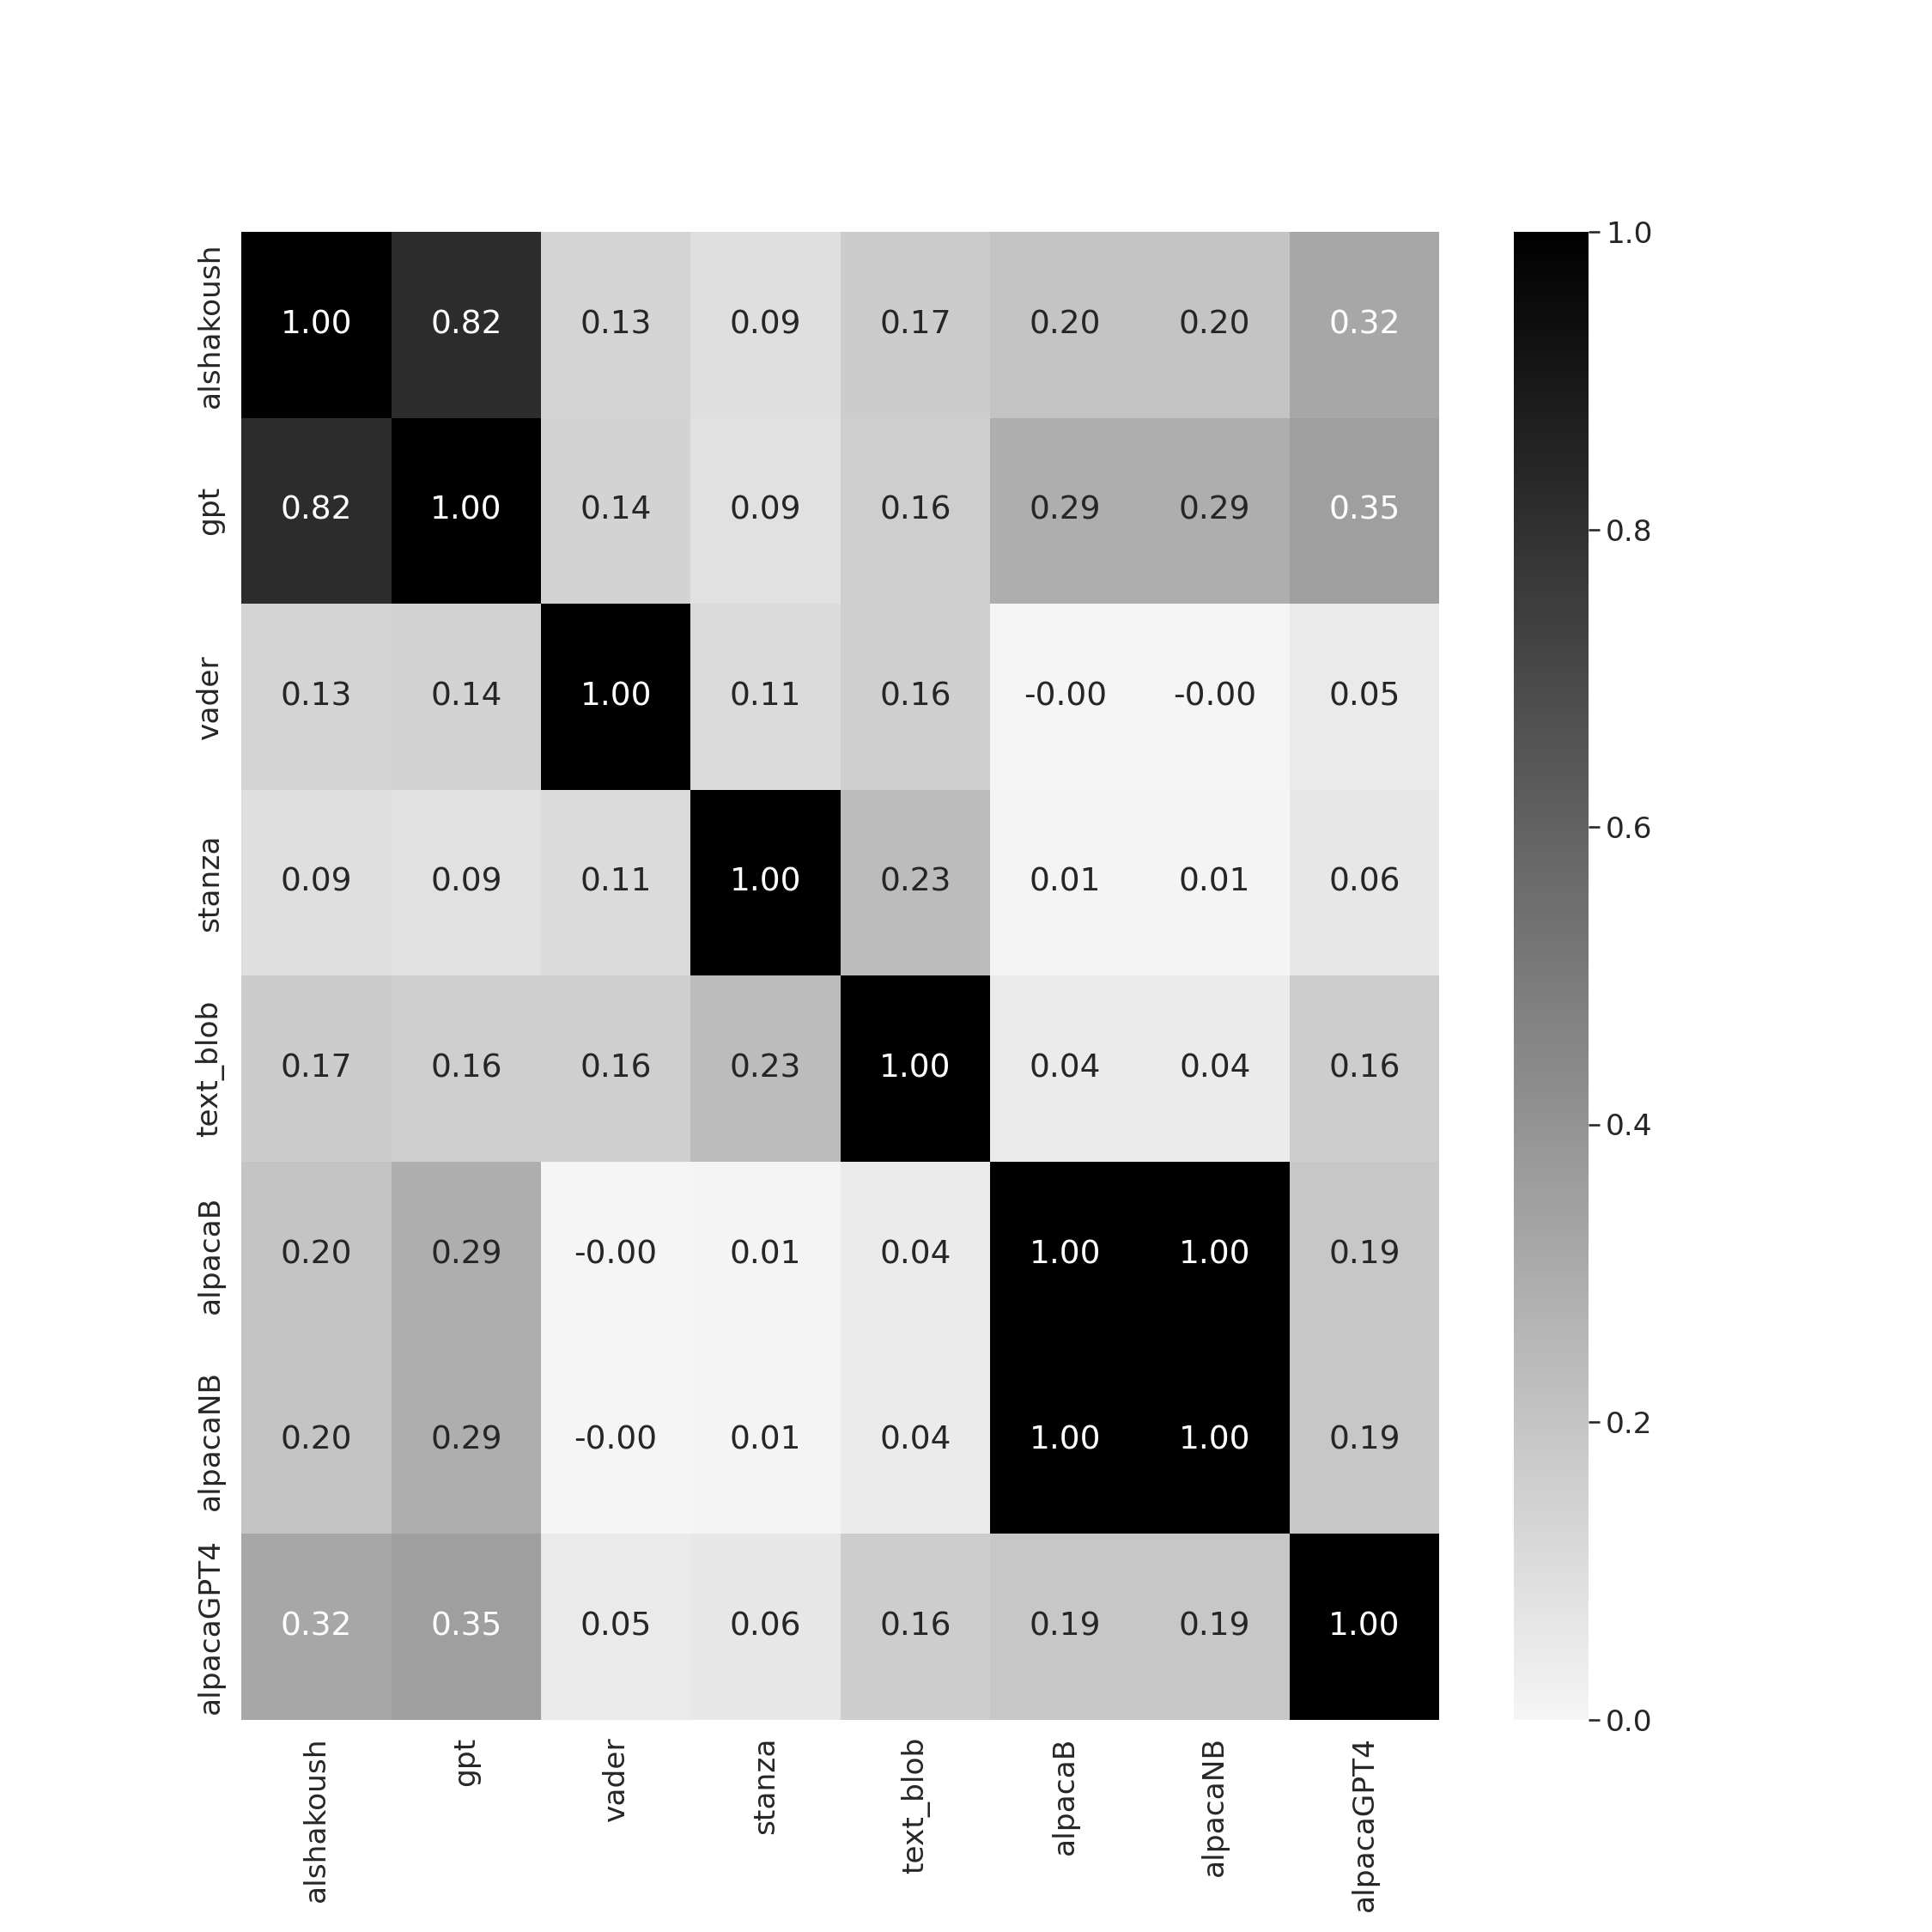 alshakoush 1.00 0.82 0.13 0.09 0.17 0.20 0.20 0.32
gpt 0.82 1.00 0.14 0.09 0.16 0.29 0.29 0.35
vader 0.13 0.14 1.00 0.11 0.16 -0.00 -0.00 0.05
stanza 0.09 0.09 0.11 1.00 0.23 0.01 0.01 0.06
text_blob 0.17 0.16 0.16 0.23 1.00 0.04 0.04 0.16
alpacaB 0.20 0.29 -0.00 0.01 0.04 1.00 1.00 0.19
alpacaNB 0.20 0.29 -0.00 0.01 0.04 1.00 1.00 0.19
alpacaGPT4 0.32 0.35 0.05 0.06 0.16 0.19 0.19 1.00
alshakoush gpt vader stanza text_blob alpacaB alpacaNB alpacaGPT4
1.0
0.8
0.6
0.4
0.2
0.0